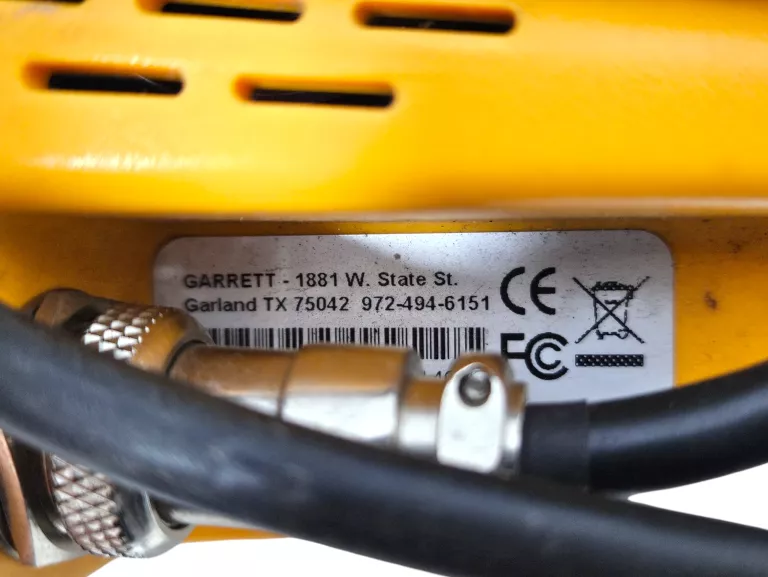 GARRETT - 1881 W. State St.
Garland TX 75042 972-494-6151
CE
FC